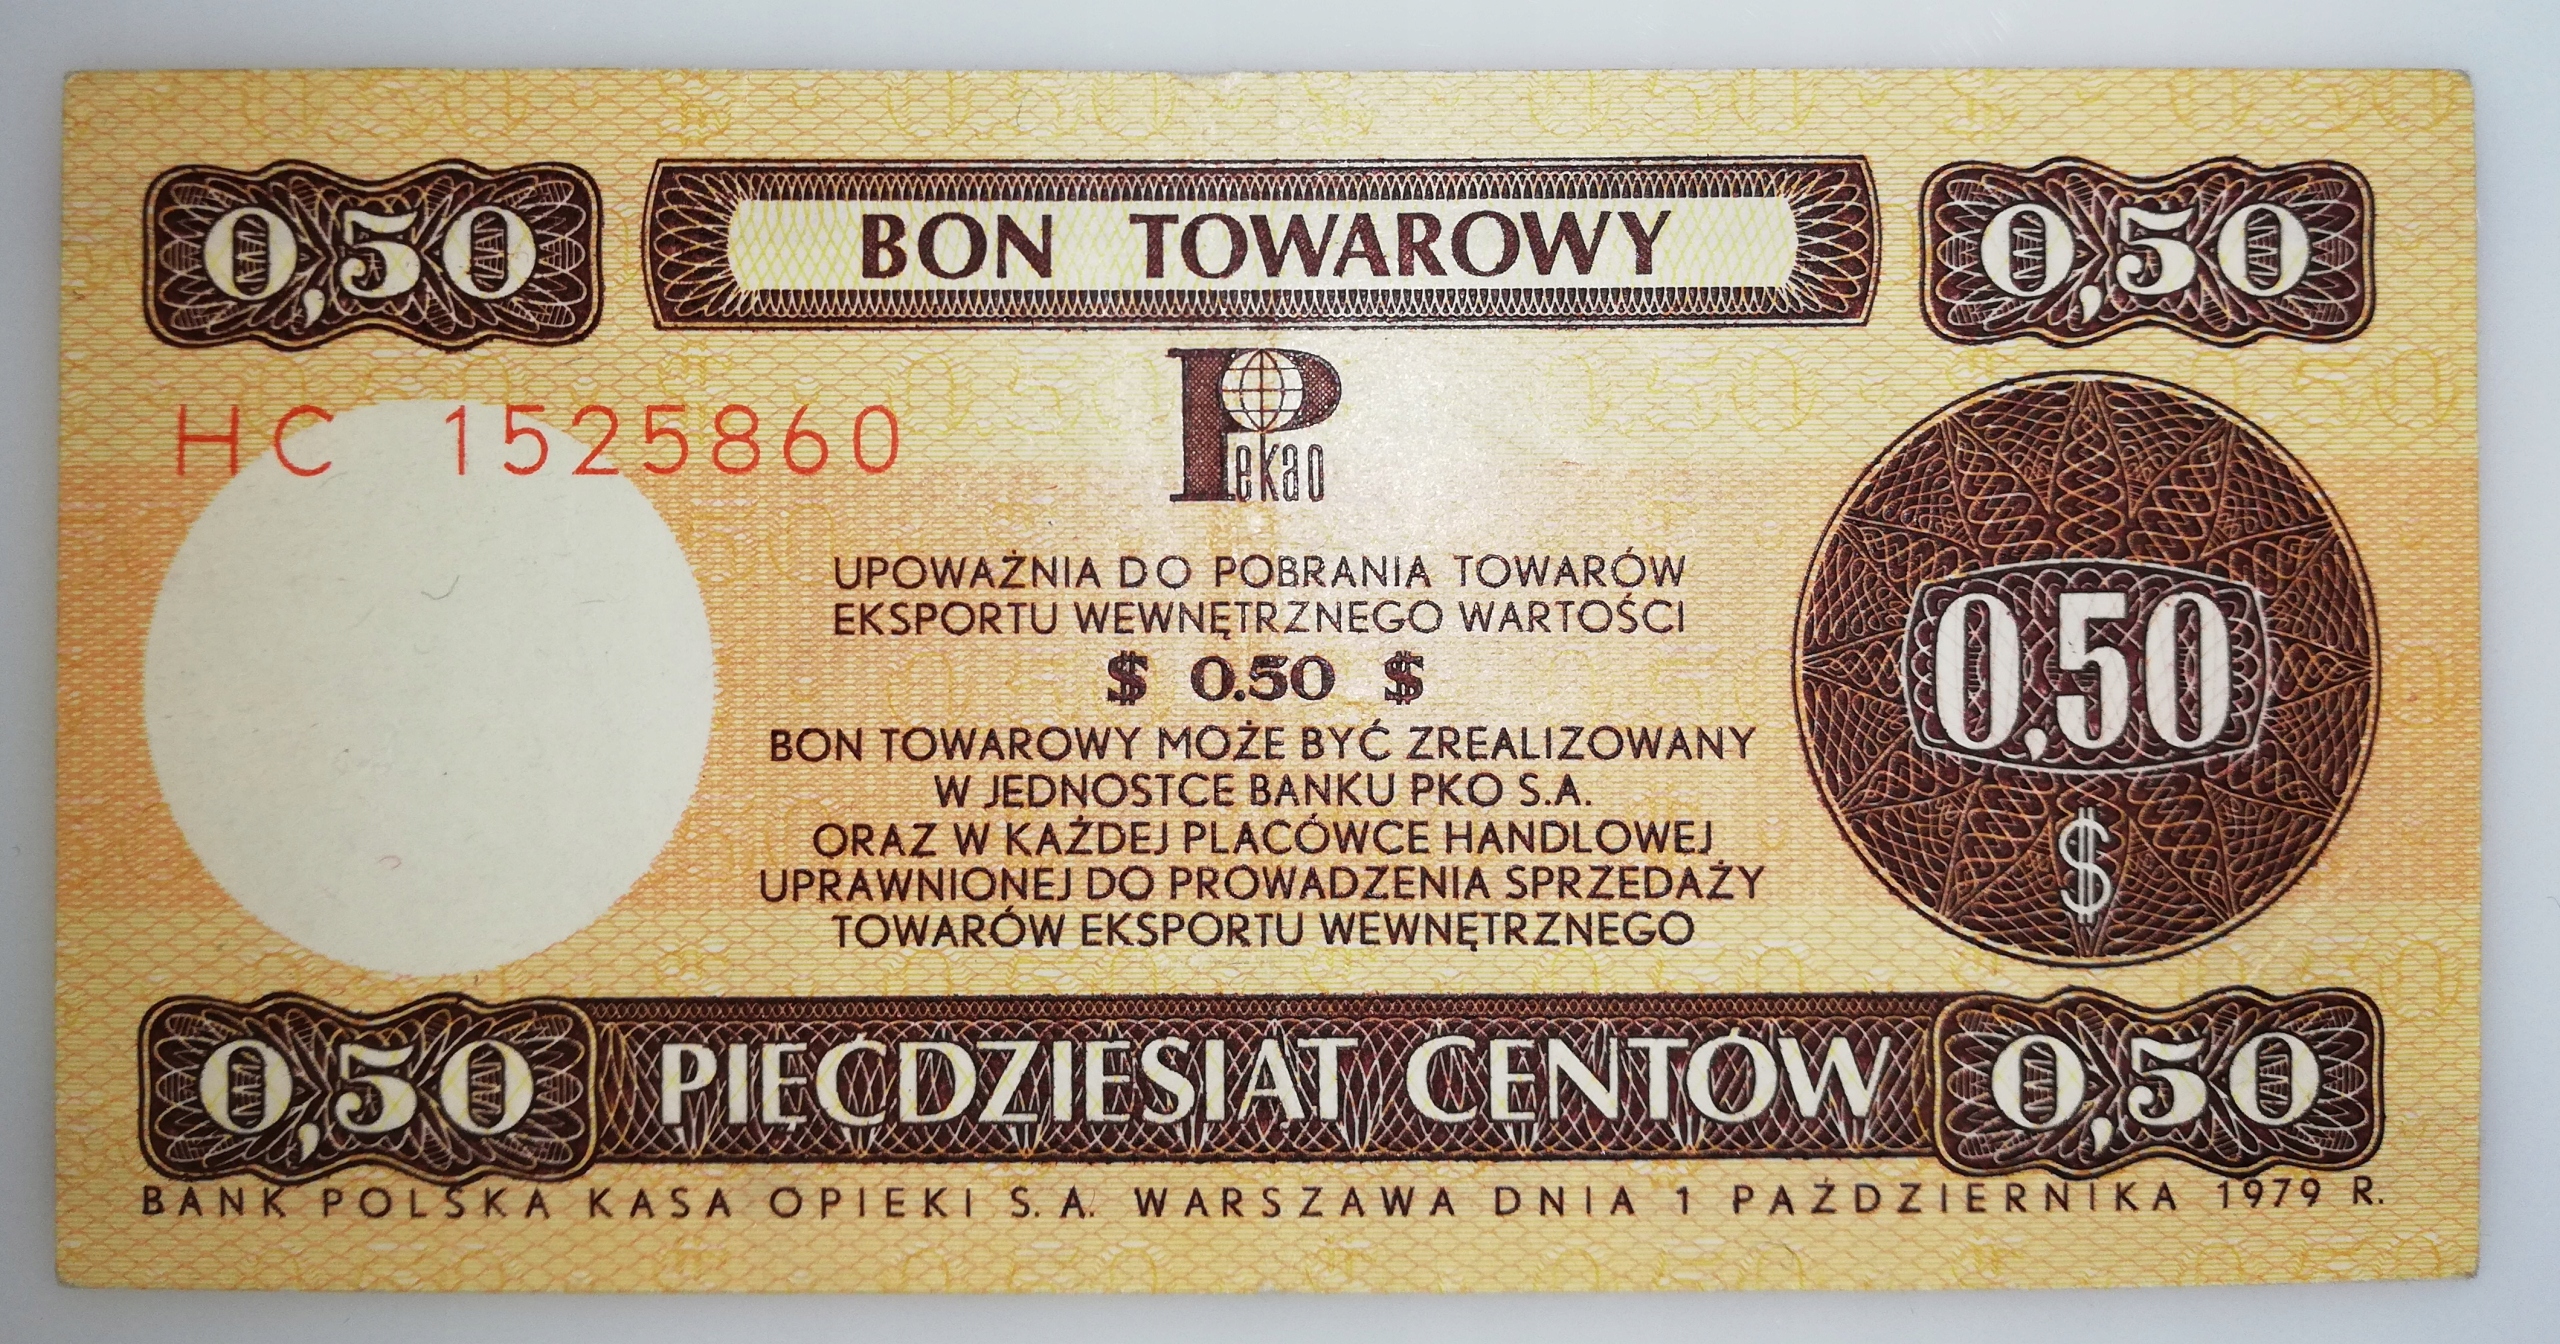 0,50 BON TOWAROWY 0,50
HC 1525860
Pekao
UPOWAŻNIA DO POBRANIA TOWARÓW
EKSPORTU WEWNĘTRZNEGO WARTOŚCI
$ 0.50 $
0,50
$
BON TOWAROWY MOŻE BYĆ ZREALIZOWANY
W JEDNOSTCE BANKU PKO S.A.
ORAZ W KAŻDEJ PLACÓWCE HANDLOWEJ
UPRAWNIONEJ DO PROWADZENIA SPRZEDAŻY
TOWARÓW EKSPORTU WEWNĘTRZNEGO
0,50 PIĘĆDZIESIĄT CENTÓW 0,50
BANK POLSKA KASA OPIEKI S.A. WARSZAWA DNIA 1 PAŹDZIERNIKA 1979 R.